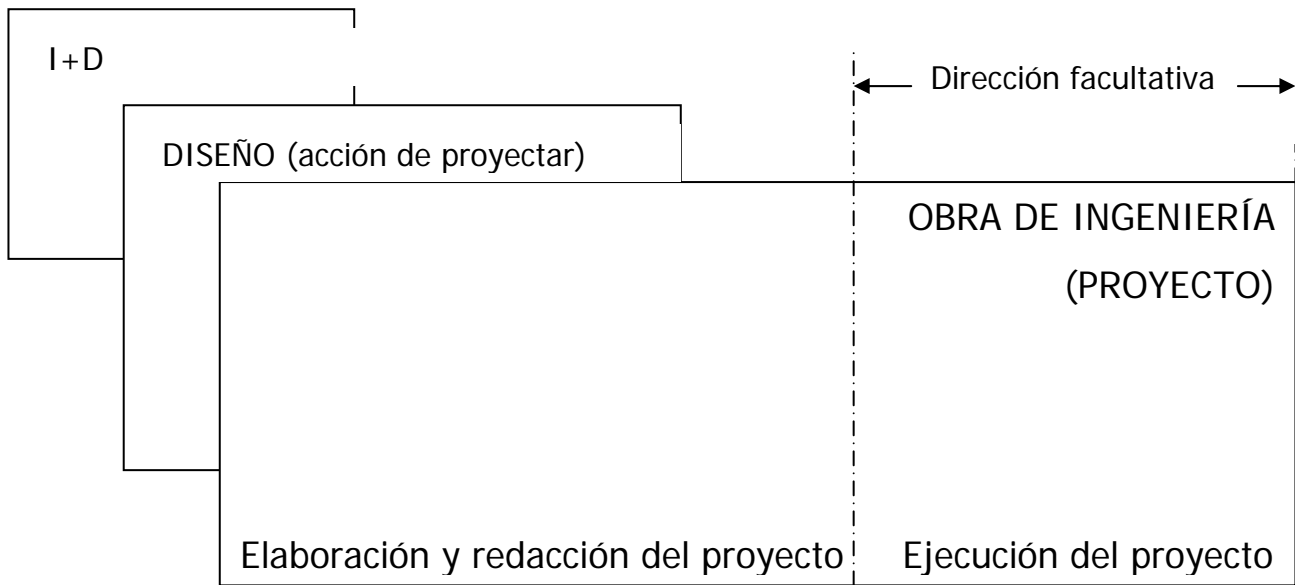 I+D
Dirección facultativa
DISEÑO (acción de proyectar)
OBRA DE INGENIERÍA
(PROYECTO)
Elaboración y redacción del proyecto
Ejecución del proyecto